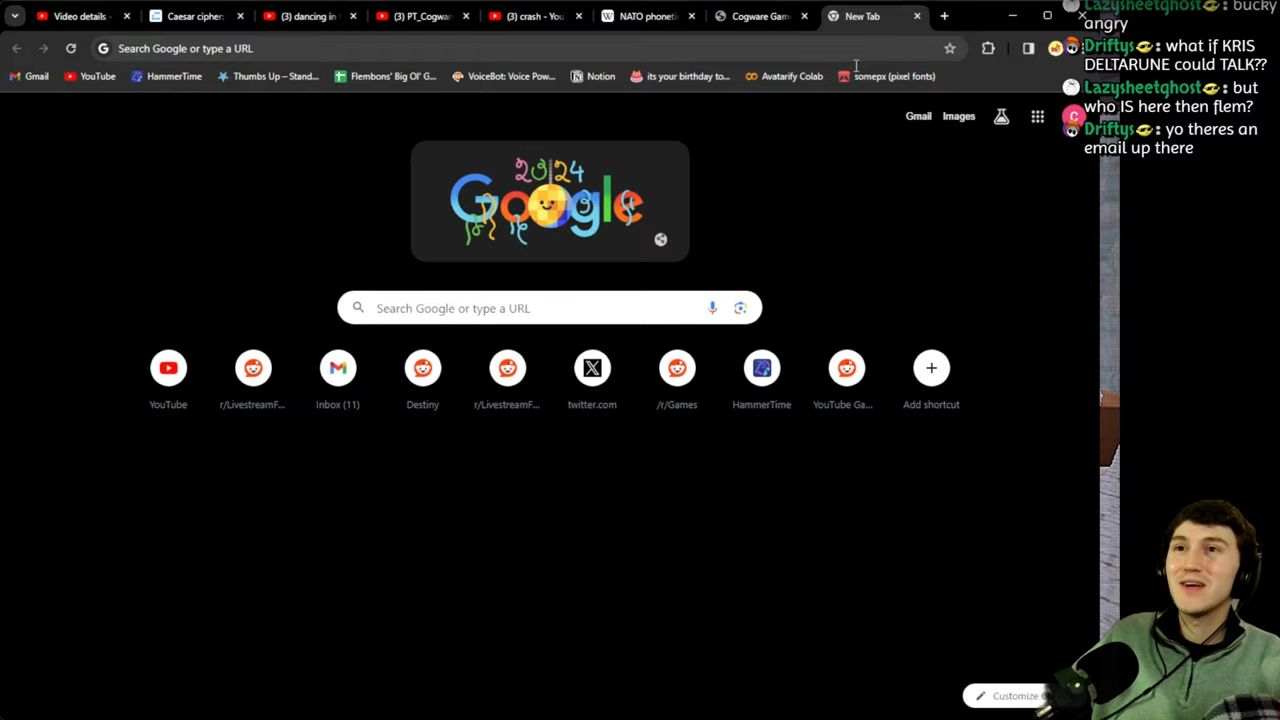 Video details -
Caesar cipher:
(3) dancing in
(3) PT_Cogwar
(3) crash - You
NATO phoneti
Cogware Gam
New Tab
Search Google or type a URL
Gmail
YouTube
HammerTime
Thumbs Up – Stand...
Flembons' Big Ol' G...
VoiceBot: Voice Pow...
Notion
its your birthday to...
Avatarify Colab
somepx (pixel fonts)
Gmail
Images
C
Google
Search Google or type a URL
YouTube
r/LivestreamF...
Inbox (11)
Destiny
r/LivestreamF...
twitter.com
/r/Games
HammerTime
YouTube Ga...
Add shortcut
Customize
Lazysheetghost: bucky
angry
Driftys: what if KRIS
DELTARUNE could TALK??
Lazysheetghost: but
who IS here then flem?
Driftys: yo theres an
email up there